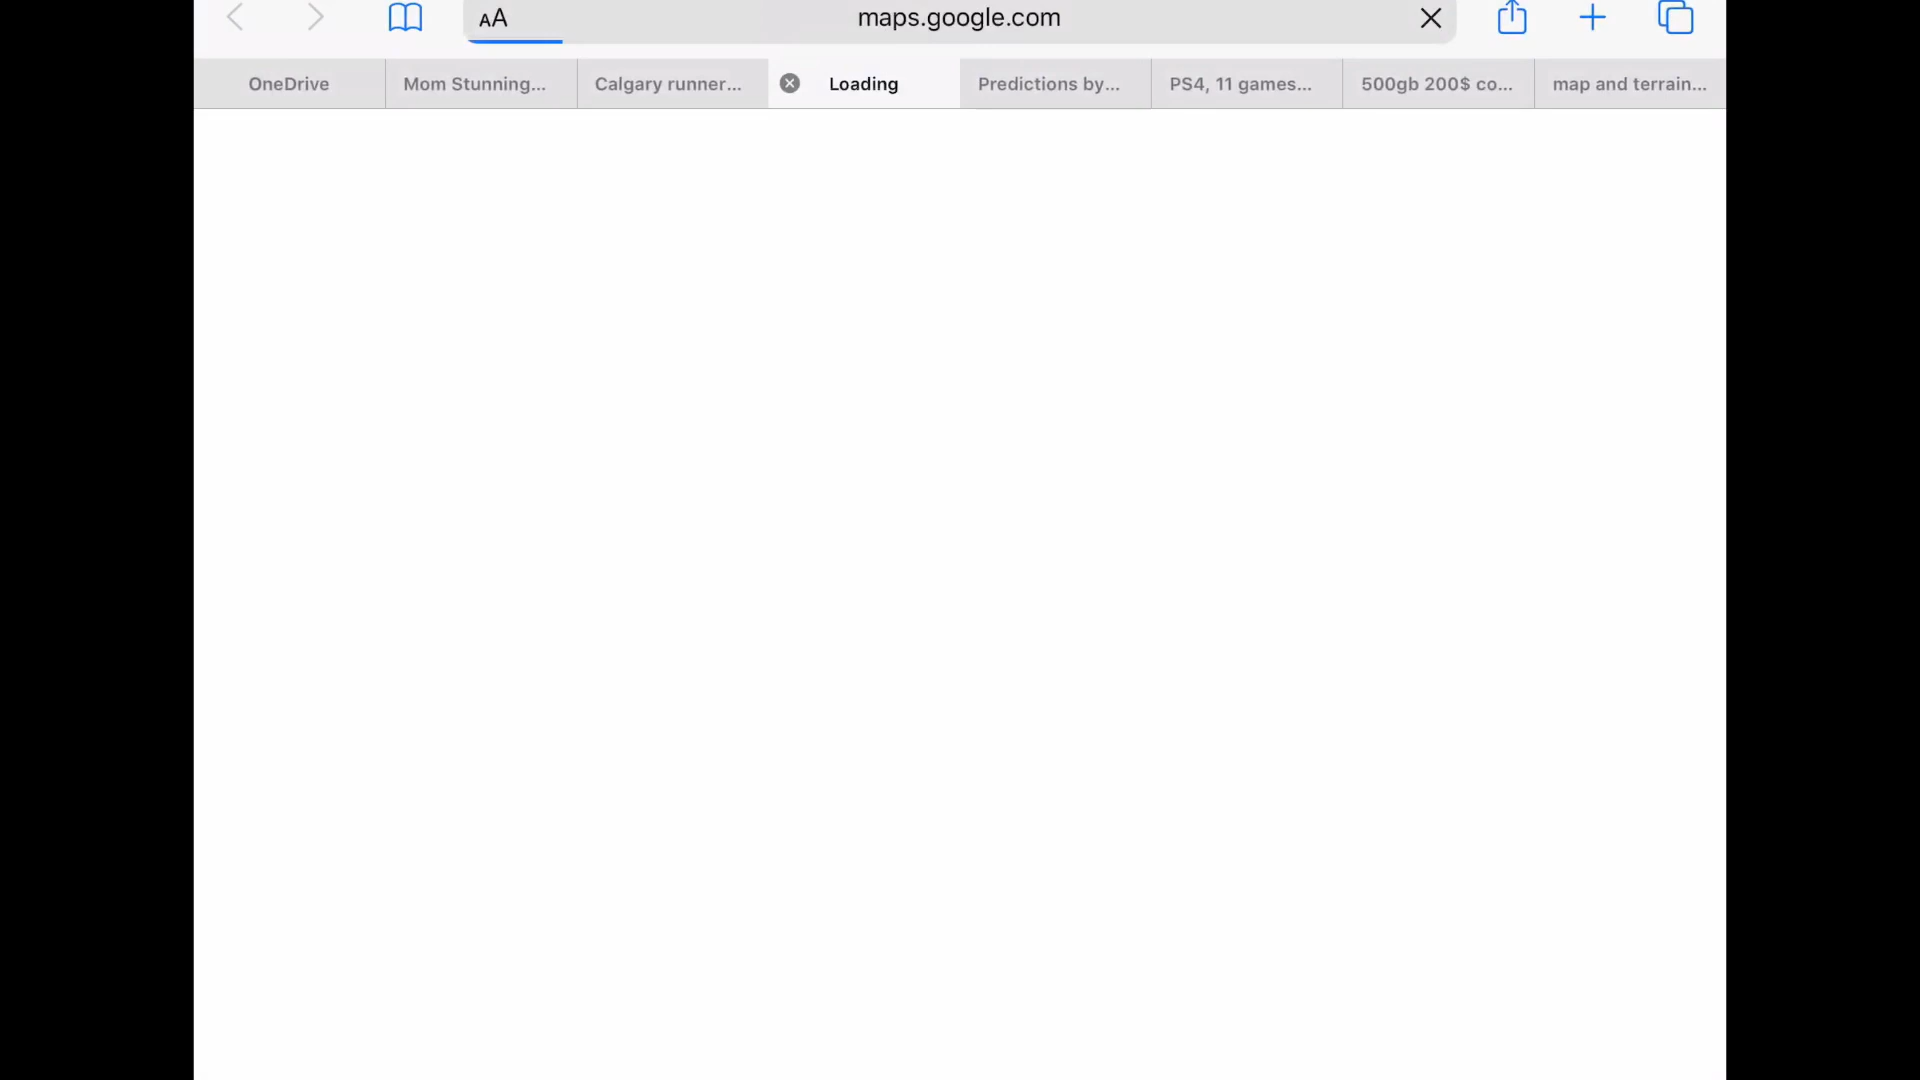 AA
maps.google.com
OneDrive
Mom Stunning...
Calgary runner...
Loading
Predictions by...
PS4, 11 games...
500gb 200$ co...
map and terrain...